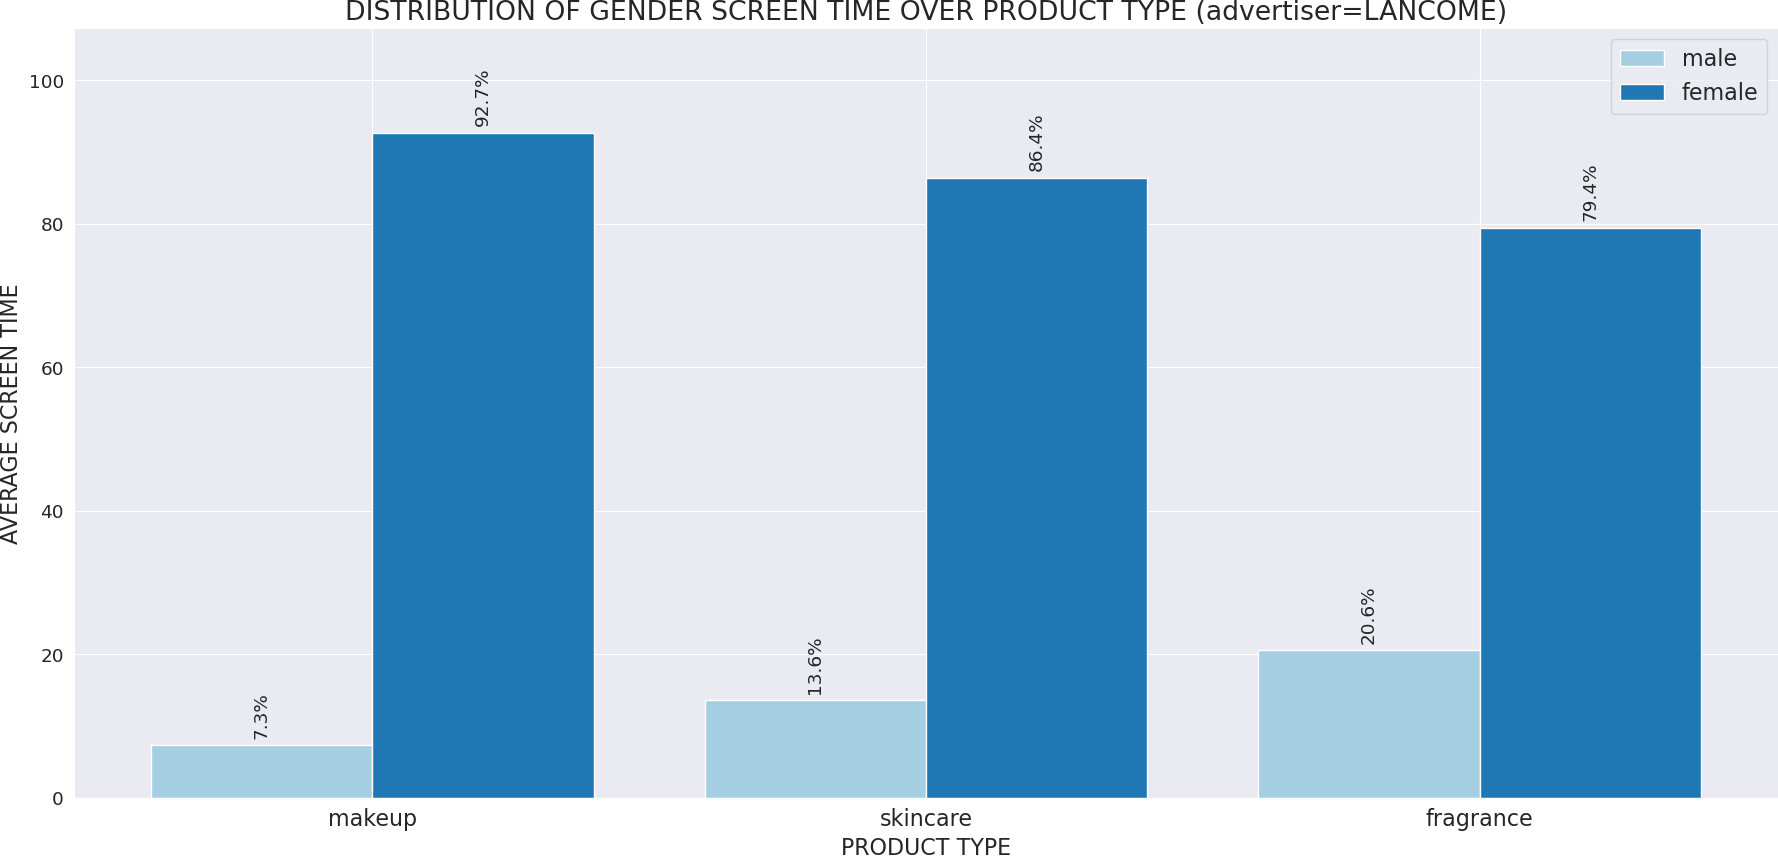 DISTRIBUTION OF GENDER SCREEN TIME OVER PRODUCT TYPE (advertiser=LANCOME)
male
female
AVERAGE SCREEN TIME
100
80
60
40
20
0
7.3%
92.7%
13.6%
86.4%
20.6%
79.4%
makeup
skincare
fragrance
PRODUCT TYPE